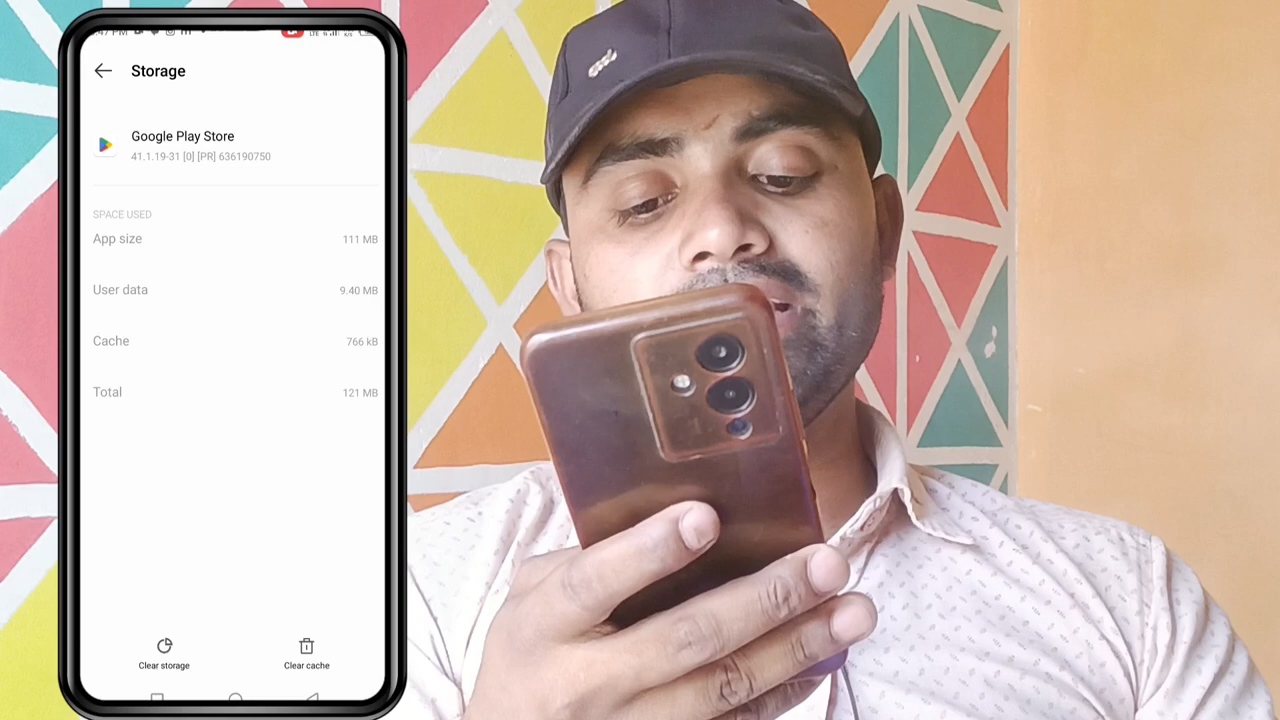 Storage
Google Play Store
41.1.19-31 [0] [PR] 636190750
SPACE USED
App size 111 MB
User data 9.40 MB
Cache 766 kB
Total 121 MB
Clear storage Clear cache